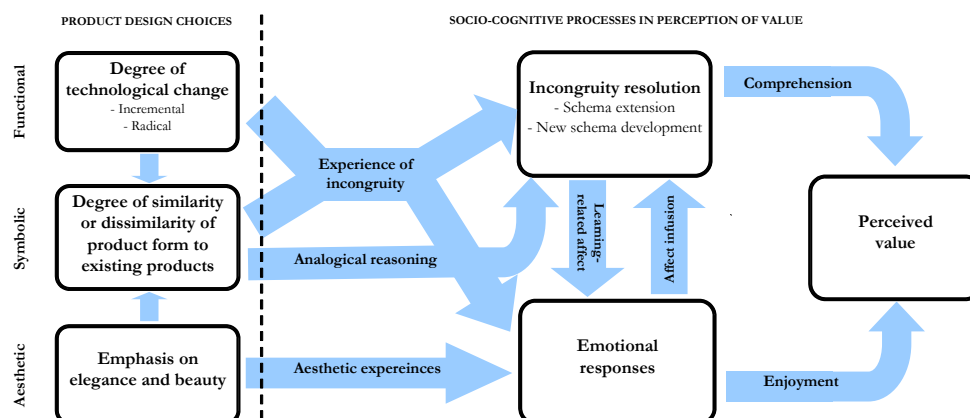 PRODUCT DESIGN CHOICES
SOCIO-COGNITIVE PROCESSES IN PERCEPTION OF VALUE
Functional
Degree of
technological change
- Incremental
- Radical
Symbolic
Degree of similarity
or dissimilarity of
product form to
existing products
Aesthetic
Emphasis on
elegance and beauty
Experience of
incongruity
Analogical reasoning
Aesthetic expereinces
Incongruity resolution
- Schema extension
- New schema development
Learning-
related affect
Affect infusion
Emotional
responses
Comprehension
Enjoyment
Perceived
value